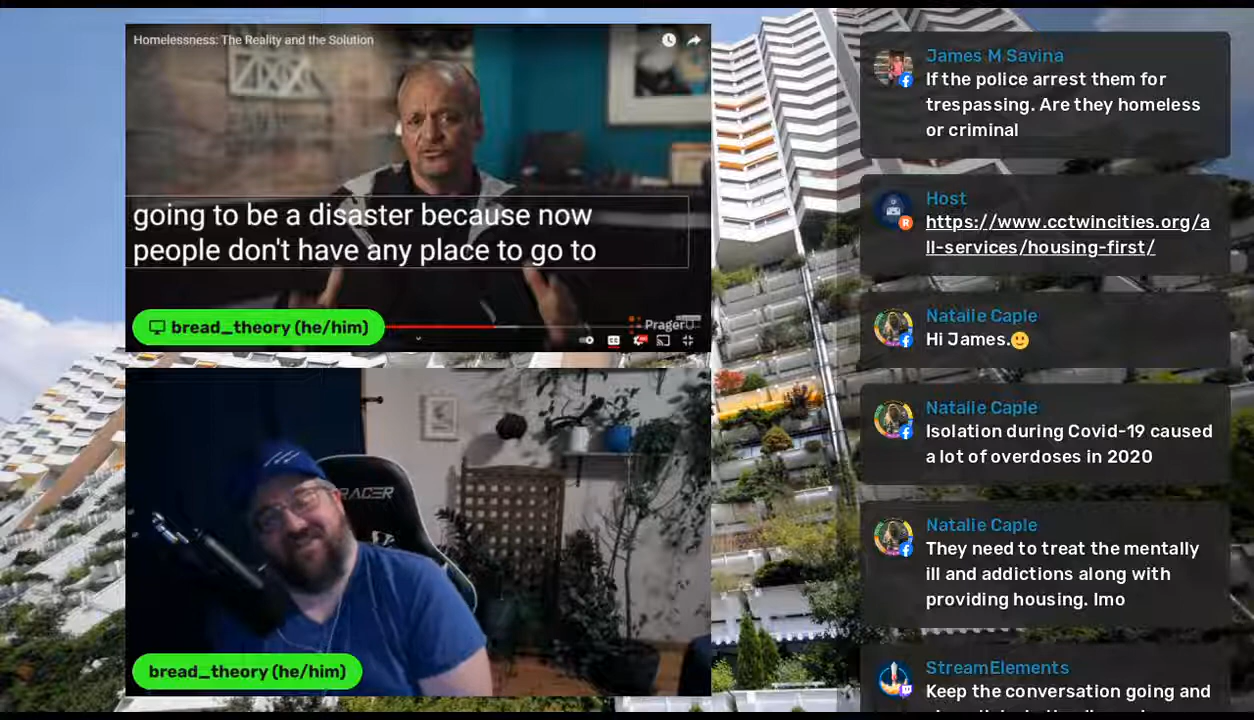 Homelessness: The Reality and the Solution
going to be a disaster because now
people don't have any place to go to
bread_theory (he/him)
PragerU
RACER
bread_theory (he/him)
James M Savina
If the police arrest them for
trespassing. Are they homeless
or criminal
Host
https://www.cctwincities.org/a
ll-services/housing-first/
Natalie Caple
Hi James.🙂
Natalie Caple
Isolation during Covid-19 caused
a lot of overdoses in 2020
Natalie Caple
They need to treat the mentally
ill and addictions along with
providing housing. Imo
StreamElements
Keep the conversation going and